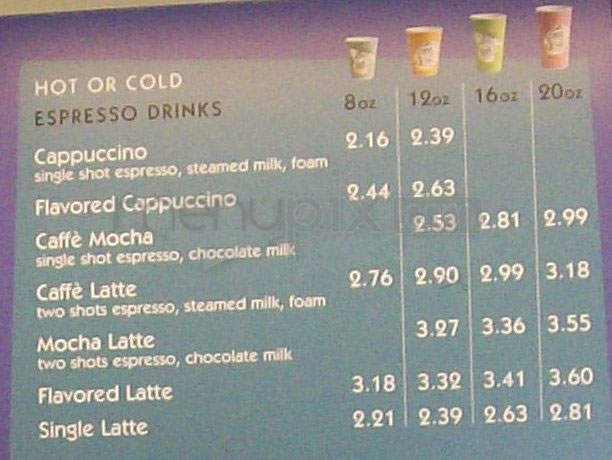 HOT OR COLD
ESPRESSO DRINKS 8oz 12oz 16oz 20oz
Cappuccino 2.16 2.39
single shot espresso, steamed milk, foam
Flavored Cappuccino 2.44 2.63
Caffè Mocha 2.53 2.81 2.99
single shot espresso, chocolate milk
Caffè Latte 2.76 2.90 2.99 3.18
two shots espresso, steamed milk, foam
Mocha Latte 3.27 3.36 3.55
two shots espresso, chocolate milk
Flavored Latte 3.18 3.32 3.41 3.60
Single Latte 2.21 2.39 2.63 2.81